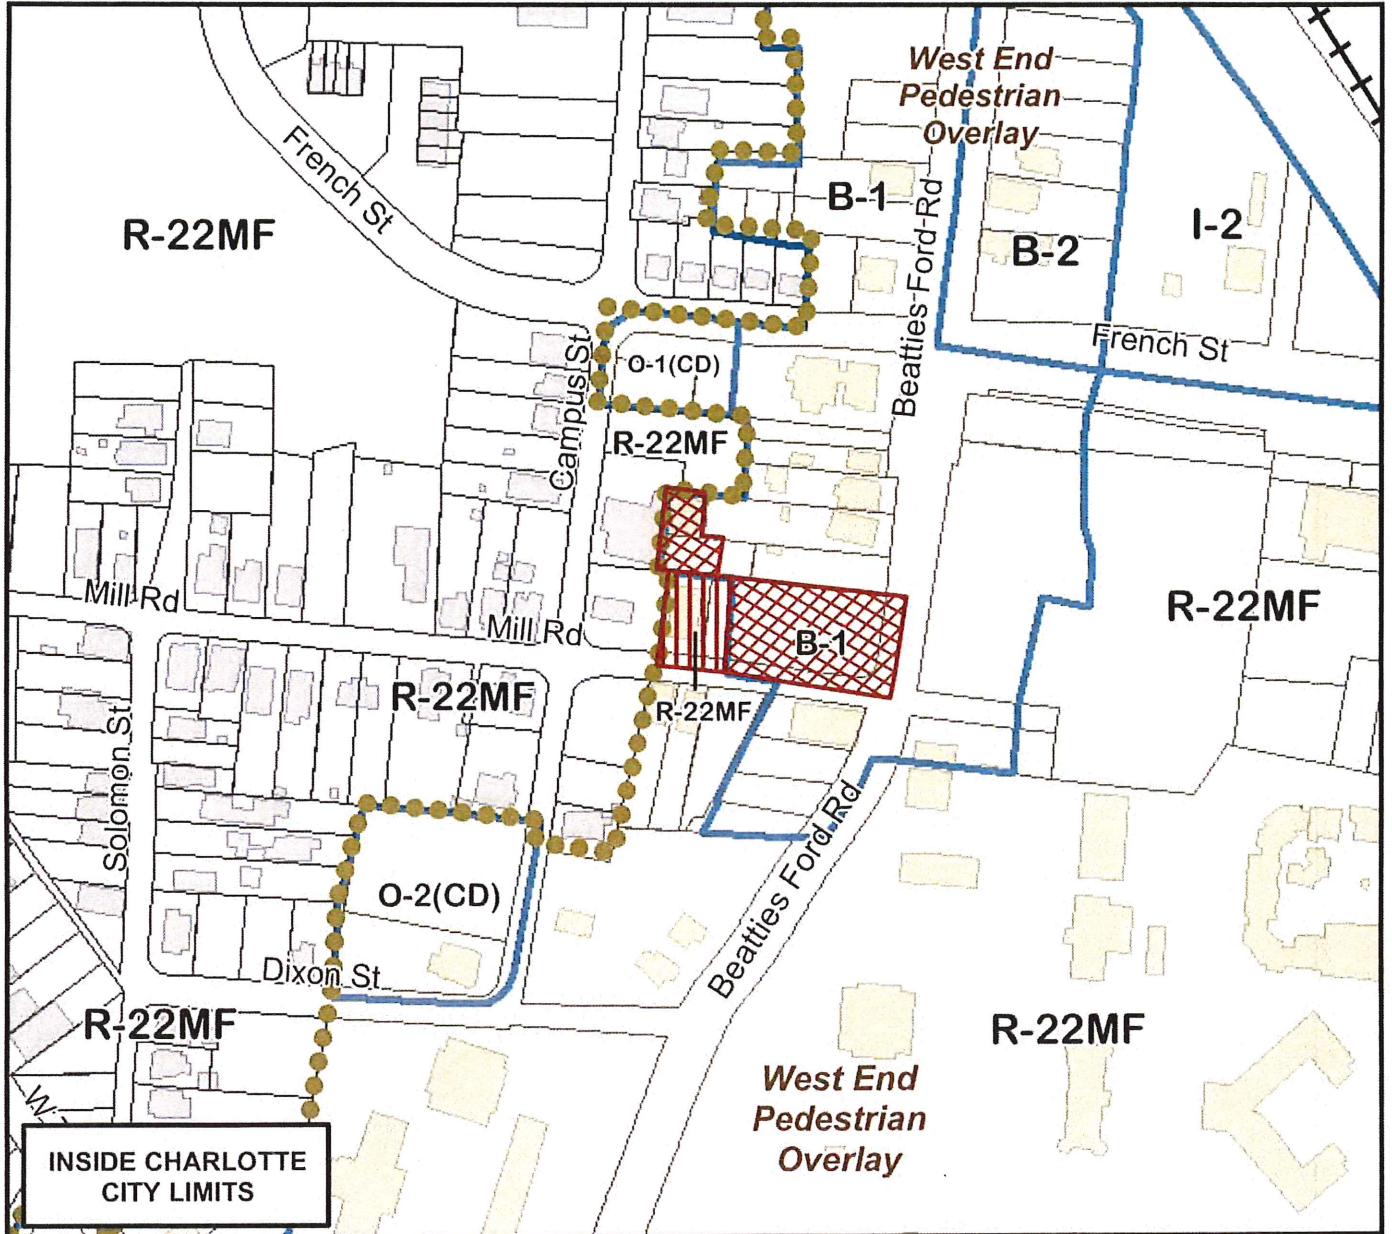 West End
Pedestrian
Overlay
French St
B-1
Beatties Ford Rd
I-2
R-22MF
B-2
French St
O-1(CD)
Campus St
R-22MF
Mill Rd
Mill Rd
R-22MF
B-1
R-22MF
R-22MF
Solomon St
O-2(CD)
Beatties Ford Rd
Dixon St
R-22MF
R-22MF
West End
Pedestrian
Overlay
INSIDE CHARLOTTE
CITY LIMITS